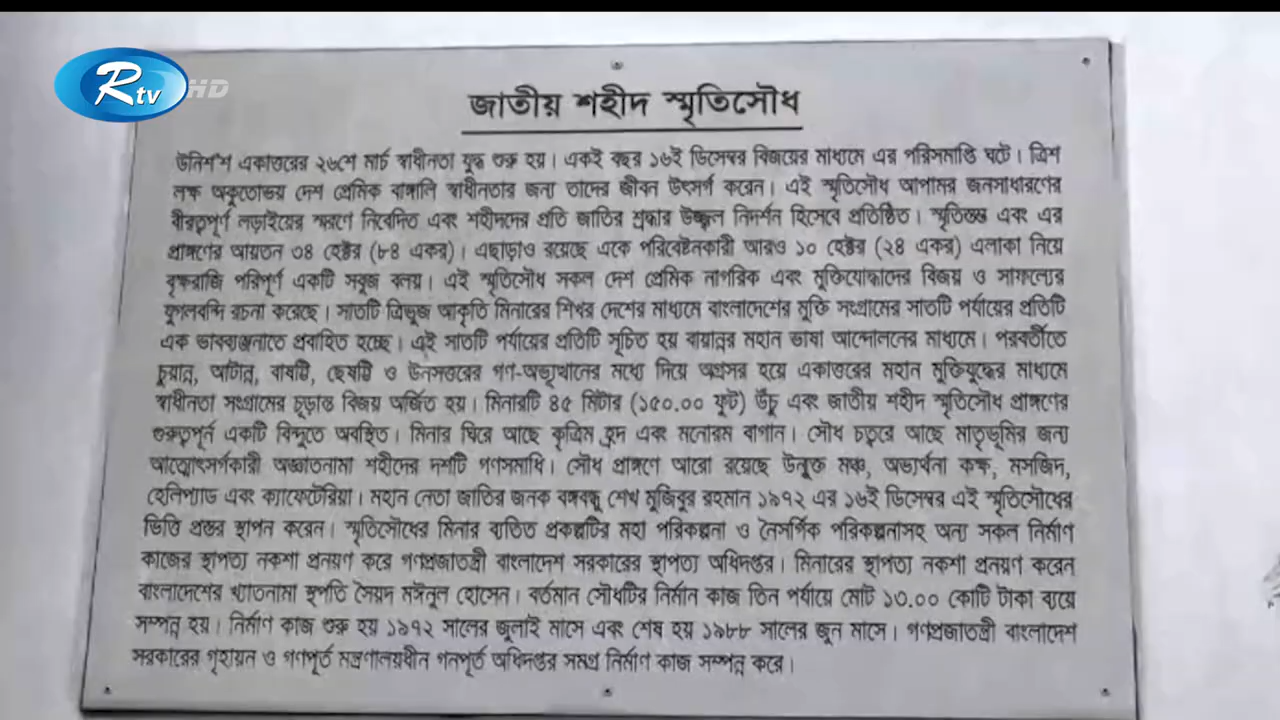 Rtv HD
জাতীয় শহীদ স্মৃতিসৌধ
উনিশ'শ একাত্তরের ২৬শে মার্চ স্বাধীনতা যুদ্ধ শুরু হয়। একই বছর ১৬ই ডিসেম্বর বিজয়ের মাধ্যমে এর পরিসমাপ্তি ঘটে। ত্রিশ
লক্ষ অকুতোভয় দেশ প্রেমিক বাঙ্গালি স্বাধীনতার জন্য তাদের জীবন উৎসর্গ করেন। এই স্মৃতিসৌধ আপামর জনসাধারণের
বীরত্বপূর্ণ লড়াইয়ের স্মরণে নিবেদিত এবং শহীদদের প্রতি জাতির শ্রদ্ধার উজ্জ্বল নিদর্শন হিসেবে প্রতিষ্ঠিত। স্মৃতিস্তম্ভ এবং এর
প্রাঙ্গণের আয়তন ৩৪ হেক্টর (৮৪ একর)। এছাড়াও রয়েছে একে পরিবেষ্টনকারী আরও ১০ হেক্টর (২৪ একর) এলাকা নিয়ে
বৃক্ষরাজি পরিপূর্ণ একটি সবুজ বলয়। এই স্মৃতিসৌধ সকল দেশ প্রেমিক নাগরিক এবং মুক্তিযোদ্ধাদের বিজয় ও সাফল্যের
যুগলবন্দি রচনা করেছে। সাতটি ত্রিভুজ আকৃতি মিনারের শিখর দেশের মাধ্যমে বাংলাদেশের মুক্তি সংগ্রামের সাতটি পর্যায়ের প্রতিটি
এক ভাবব্যঞ্জনাতে প্রবাহিত হচ্ছে। এই সাতটি পর্যায়ের প্রতিটি সূচিত হয় বায়ান্নর মহান ভাষা আন্দোলনের মাধ্যমে। পরবর্তীতে
চুয়ান্ন, আটান্ন, বাষট্টি, ছেষট্টি ও উনসত্তরের গণ-অভ্যুত্থানের মধ্যে দিয়ে অগ্রসর হয়ে একাত্তরের মহান মুক্তিযুদ্ধের মাধ্যমে
স্বাধীনতা সংগ্রামের চূড়ান্ত বিজয় অর্জিত হয়। মিনারটি ৪৫ মিটার (১৫০.০০ ফুট) উঁচু এবং জাতীয় শহীদ স্মৃতিসৌধ প্রাঙ্গণের
গুরুত্বপূর্ন একটি বিন্দুতে অবস্থিত। মিনার ঘিরে আছে কৃত্রিম হ্রদ এবং মনোরম বাগান। সৌধ চত্বরে আছে মাতৃভূমির জন্য
আত্মোৎসর্গকারী অজ্ঞাতনামা শহীদের দশটি গণসমাধি। সৌধ প্রাঙ্গণে আরো রয়েছে উন্মুক্ত মঞ্চ, অভ্যর্থনা কক্ষ, মসজিদ,
হেলিপ্যাড এবং ক্যাফেটেরিয়া। মহান নেতা জাতির জনক বঙ্গবন্ধু শেখ মুজিবুর রহমান ১৯৭২ এর ১৬ই ডিসেম্বর এই স্মৃতিসৌধের
ভিত্তি প্রস্তর স্থাপন করেন। স্মৃতিসৌধের মিনার ব্যতিত প্রকল্পটির মহা পরিকল্পনা ও নৈসর্গিক পরিকল্পনাসহ অন্য সকল নির্মাণ
কাজের স্থাপত্য নকশা প্রনয়ণ করে গণপ্রজাতন্ত্রী বাংলাদেশ সরকারের স্থাপত্য অধিদপ্তর। মিনারের স্থাপত্য নকশা প্রনয়ণ করেন
বাংলাদেশের খ্যাতনামা স্থপতি সৈয়দ মঈনুল হোসেন। বর্তমান সৌধটির নির্মান কাজ তিন পর্যায়ে মোট ১৩.০০ কোটি টাকা ব্যয়ে
সম্পন্ন হয়। নির্মাণ কাজ শুরু হয় ১৯৭২ সালের জুলাই মাসে এবং শেষ হয় ১৯৮৮ সালের জুন মাসে। গণপ্রজাতন্ত্রী বাংলাদেশ
সরকারের গৃহায়ন ও গণপূর্ত মন্ত্রণালয়ধীন গনপূর্ত অধিদপ্তর সমগ্র নির্মাণ কাজ সম্পন্ন করে।